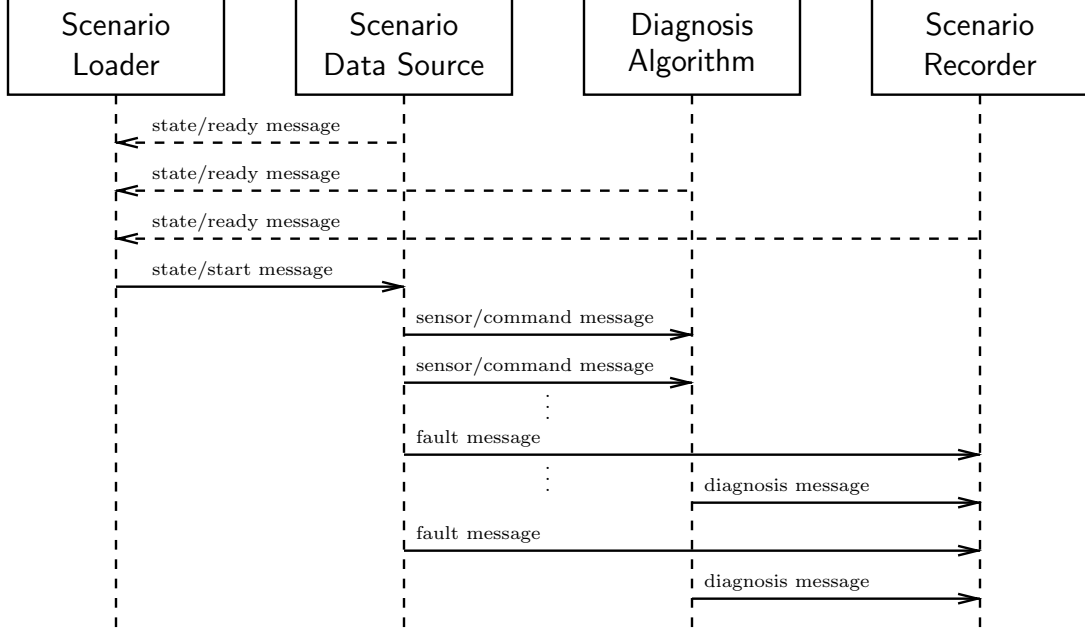 Scenario
Loader
Scenario
Data Source
Diagnosis
Algorithm
Scenario
Recorder
state/ready message
state/ready message
state/ready message
state/start message
sensor/command message
sensor/command message
fault message
diagnosis message
fault message
diagnosis message